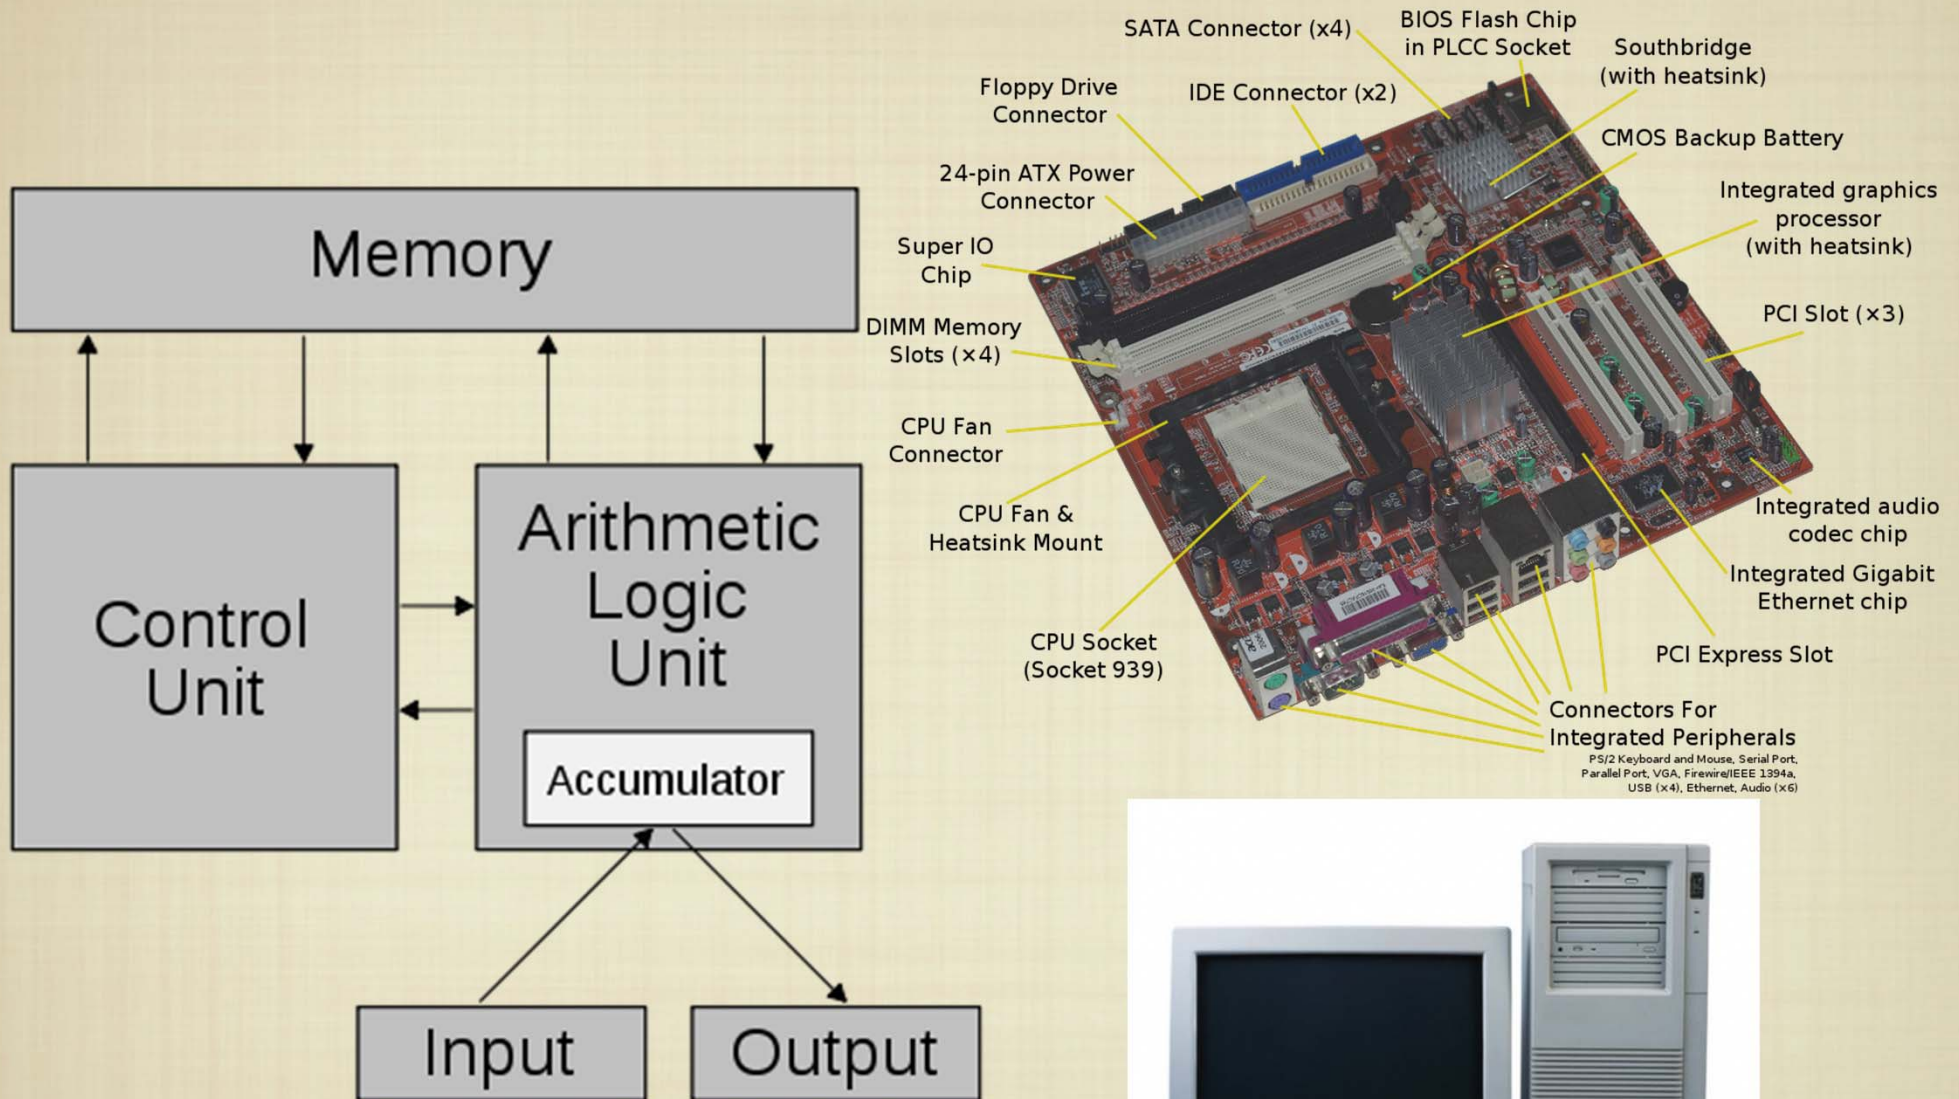 Memory
Control
Unit
Arithmetic
Logic
Unit
Accumulator
Input
Output
SATA Connector (x4)
BIOS Flash Chip
in PLCC Socket
Southbridge
(with heatsink)
Floppy Drive
Connector
IDE Connector (x2)
CMOS Backup Battery
24-pin ATX Power
Connector
Integrated graphics
processor
(with heatsink)
Super IO
Chip
PCI Slot (×3)
DIMM Memory
Slots (×4)
CPU Fan
Connector
CPU Fan &
Heatsink Mount
Integrated audio
codec chip
Integrated Gigabit
Ethernet chip
CPU Socket
(Socket 939)
PCI Express Slot
Connectors For
Integrated Peripherals
PS/2 Keyboard and Mouse, Serial Port,
Parallel Port, VGA, Firewire/IEEE 1394a,
USB (×4), Ethernet, Audio (×6)